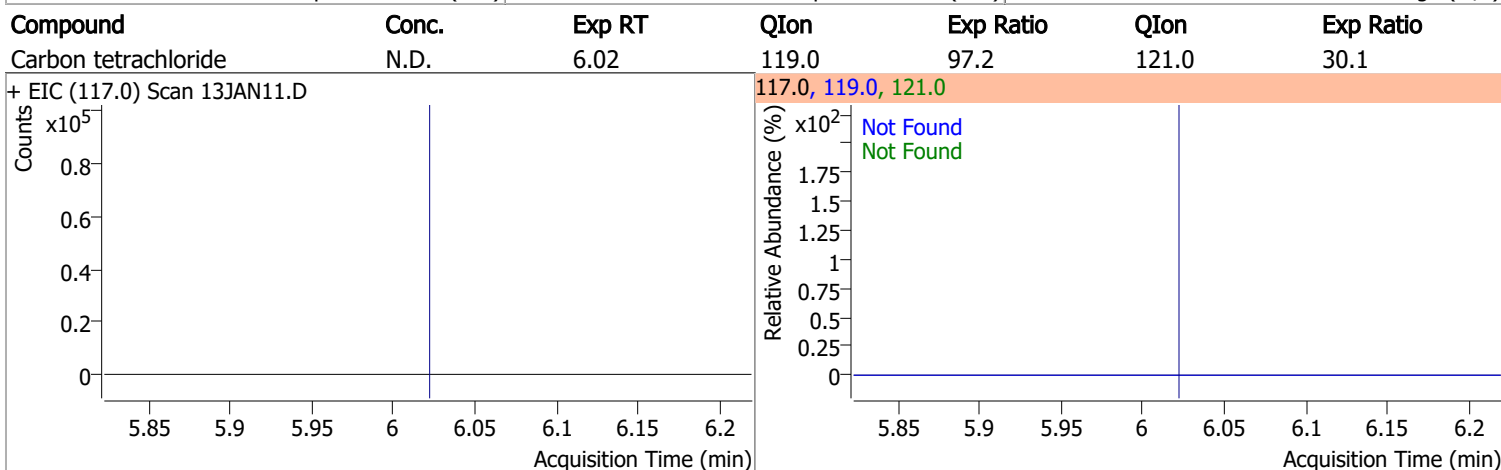 Compound Conc. Exp RT QIon Exp Ratio QIon Exp Ratio
Carbon tetrachloride N.D. 6.02 119.0 97.2 121.0 30.1
+ EIC (117.0) Scan 13JAN11.D
Counts
x10^5
0.8
0.6
0.4
0.2
0
5.85 5.9 5.95 6 6.05 6.1 6.15 6.2
Acquisition Time (min)
117.0, 119.0, 121.0
Relative Abundance (%)
x10^2
Not Found
Not Found
1.75
1.5
1.25
1
0.75
0.5
0.25
0
5.85 5.9 5.95 6 6.05 6.1 6.15 6.2
Acquisition Time (min)